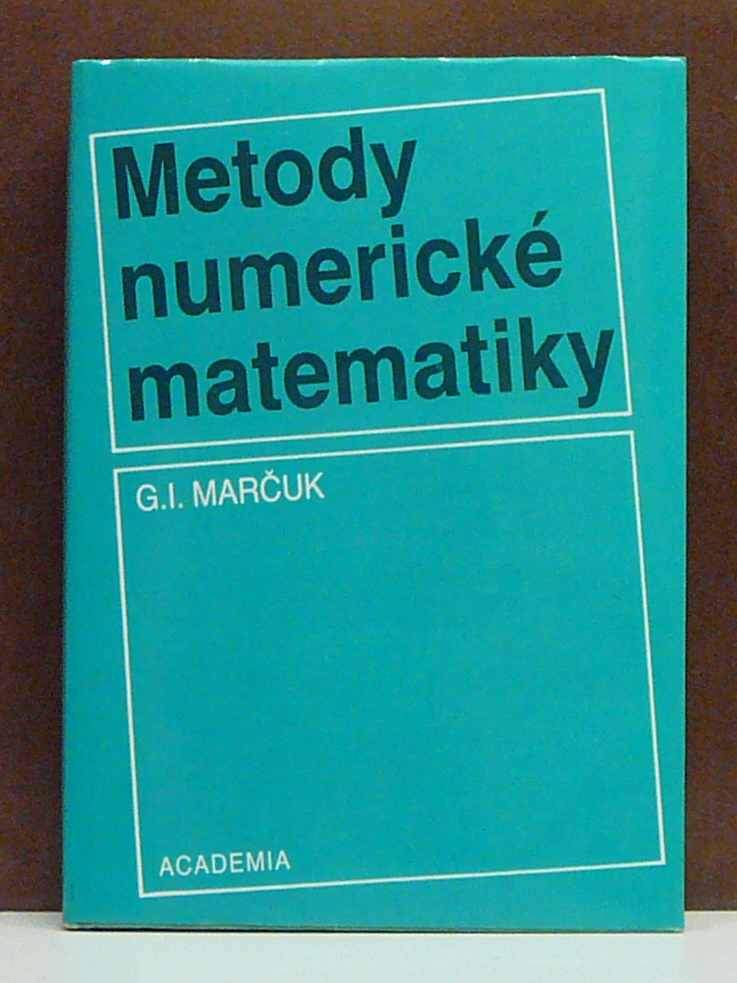 Metody
numerické
matematiky
G.I. MARČUK
ACADEMIA